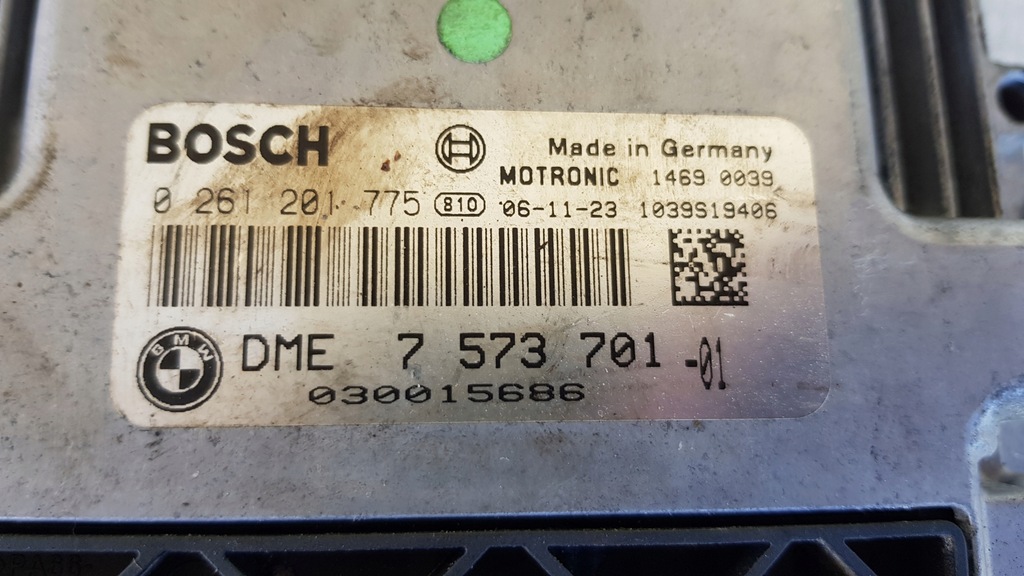 BOSCH
Made in Germany
MOTRONIC 1469 0039
0 261 201 775 810 06-11-23 1039S19406
BMW
DME 7 573 701 -01
030015686